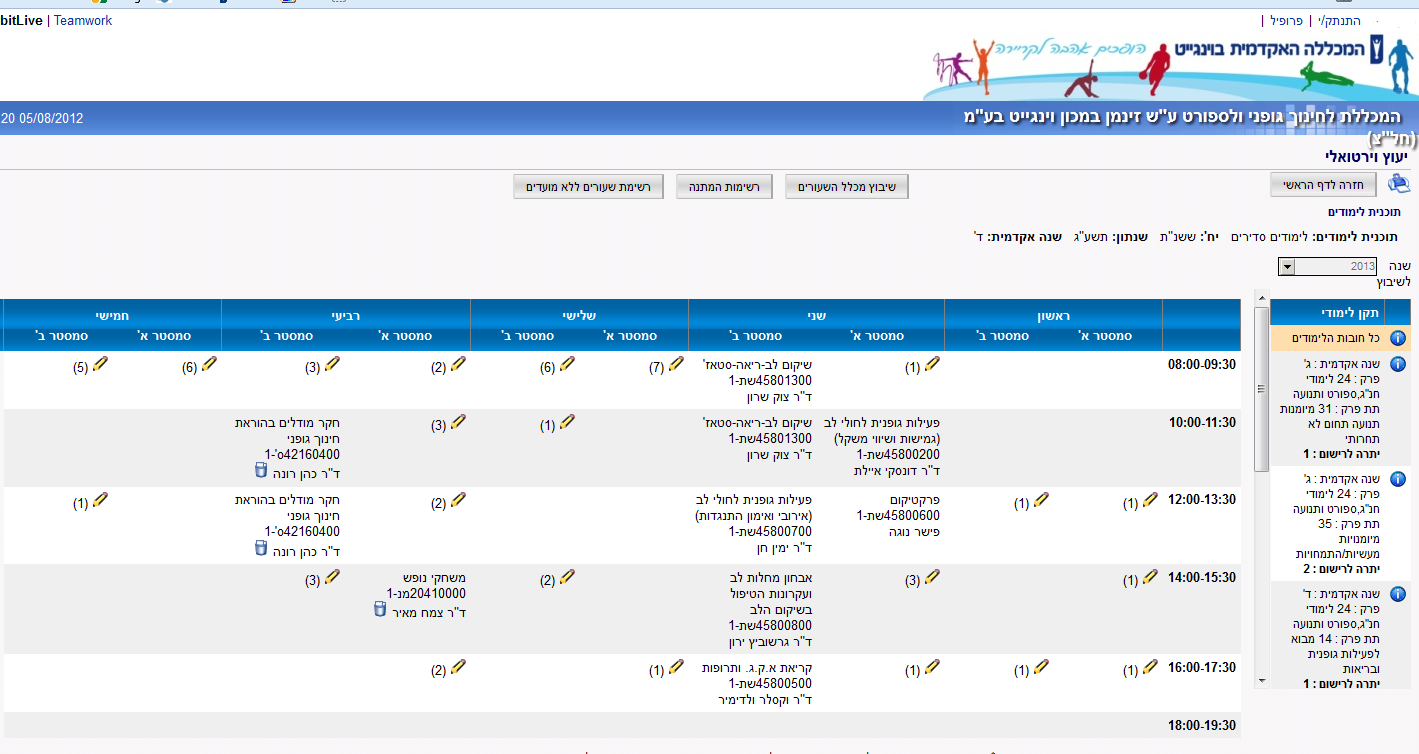 bitLive | Teamwork
התנתק/י | פרופיל |
המכללה האקדמית בוינגייט
הופכים אהבה לקריירה
המכללת לחינוך גופני ולספורט ע"ש זינמן במכון וינגייט בע"מ
(חל"צ)
20 05/08/2012
יעוץ וירטואלי
חזרה לדף הראשי
שיבוץ מכלל השעורים
רשימות המתנה
רשימת שעורים ללא מועדים
תוכנית לימודים
תוכנית לימודים: לימודים סדירים יח': ששנ"ת שנתון: תשע"ג שנה אקדמית: ד'
שנה
לשיבוץ
2013
תקן לימודי
כל חובות הלימודים
שנה אקדמית : ג'
פרק : 24 לימודי
חנ"ג,ספורט ותנועה
תת פרק : 31 מיומנות
תנועה תחום לא
תחרותי
יתרה לרישום : 1
שנה אקדמית : ג'
פרק : 24 לימודי
חנ"ג,ספורט ותנועה
תת פרק : 35
מיומנויות
מעשיות/התמחויות
יתרה לרישום : 2
שנה אקדמית : ד'
פרק : 24 לימודי
חנ"ג,ספורט ותנועה
תת פרק : 14 מבוא
לפעילות גופנית
ובריאות
יתרה לרישום : 1
ראשון שני שלישי רביעי חמישי
סמסטר א' סמסטר ב' סמסטר א' סמסטר ב' סמסטר א' סמסטר ב' סמסטר א' סמסטר ב' סמסטר א' סמסטר ב'
08:00-09:30
(1)
שיקום לב-ריאה-סטאז'
45801300שת-1
ד"ר צוק שרון
(7)
(6)
(2)
(3)
(6)
(5)
10:00-11:30
פעילות גופנית לחולי לב
(גמישות ושיווי משקל)
45800200שת-1
ד"ר דונסקי איילת
שיקום לב-ריאה-סטאז'
45801300שת-1
ד"ר צוק שרון
(1)
(3)
חקר מודלים בהוראת
חינוך גופני
42160400ס'-1
ד"ר כהן רונה
12:00-13:30
(1)
(1)
פרקטיקום
45800600שת-1
פישר נוגה
פעילות גופנית לחולי לב
(אירובי ואימון התנגדות)
45800700שת-1
ד"ר ימין חן
(2)
חקר מודלים בהוראת
חינוך גופני
42160400ס'-1
ד"ר כהן רונה
(1)
14:00-15:30
(1)
(3)
אבחון מחלות לב
ועקרונות הטיפול
בשיקום הלב
45800800שת-1
ד"ר גרשוביץ ירון
(2)
משחקי נופש
20410000מנ-1
ד"ר צמח מאיר
(3)
16:00-17:30
(1)
(1)
(1)
קריאת א.ק.ג. ותרופות
45800500שת-1
ד"ר וקסלר ולדימיר
(1)
(2)
18:00-19:30